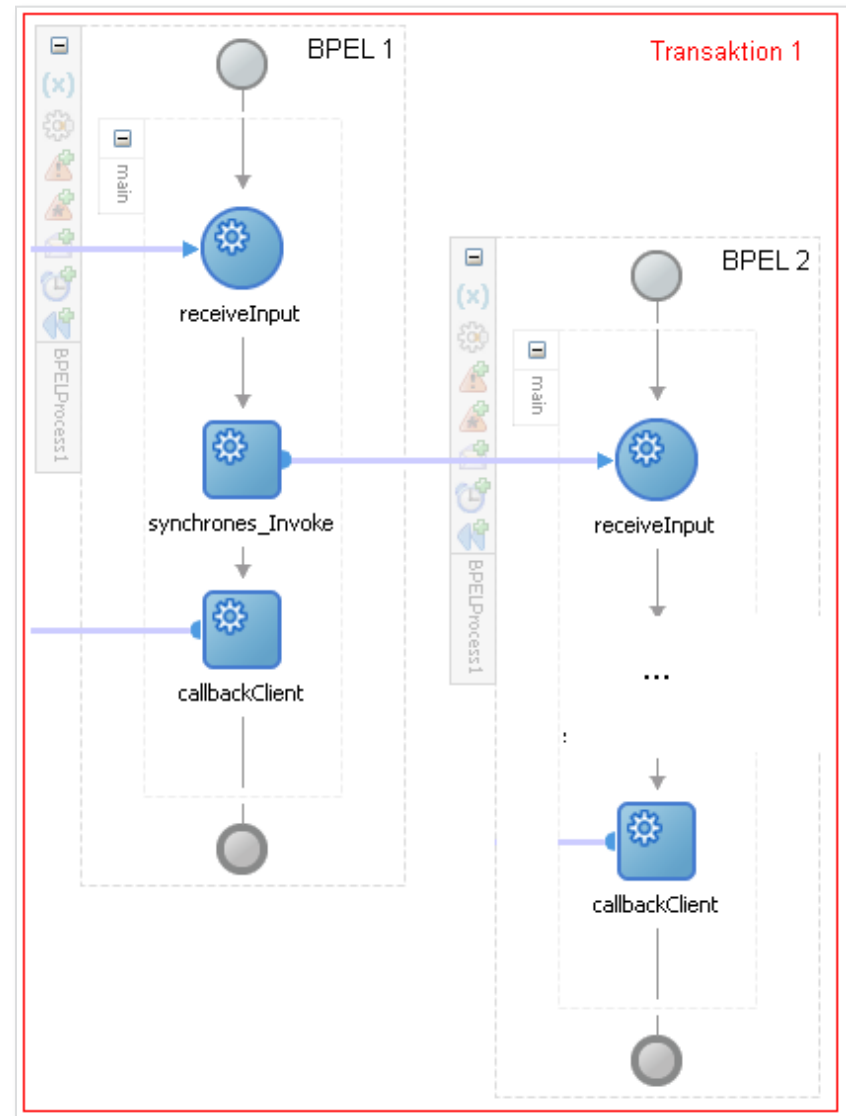 BPEL 1
Transaktion 1
(x)
main
receiveInput
BPELProcess1
synchrones_Invoke
callbackClient
BPEL 2
(x)
main
receiveInput
BPELProcess1
...
:
callbackClient